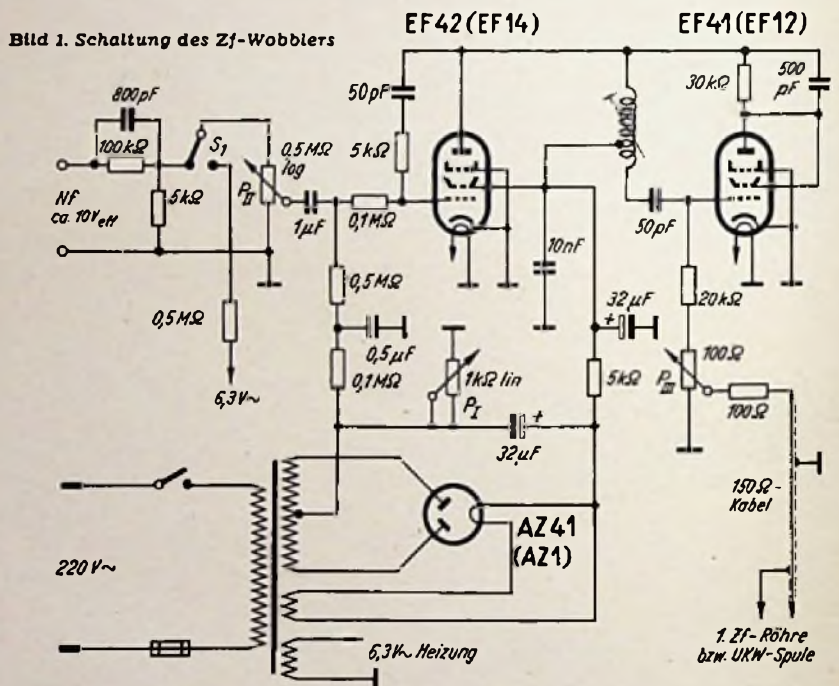 Bild 1. Schaltung des Zf-Wobblers
EF42 (EF14)
EF41 (EF12)
800pF
100kΩ
S1
Nf
ca. 10Veff
5kΩ
0,5MΩ
log
PII
1µF
0,1MΩ
50pF
5kΩ
10nF
50pF
30kΩ
500
pF
0,5MΩ
6,3V~
0,5MΩ
0,5µF
0,1MΩ
1kΩ lin
PI
32µF
+
32µF
+
5kΩ
20kΩ
100Ω
PIII
100Ω
150Ω-
Kabel
220V~
AZ41
(AZ1)
6,3V~ Heizung
1. Zf-Röhre
bzw. UKW-Spule